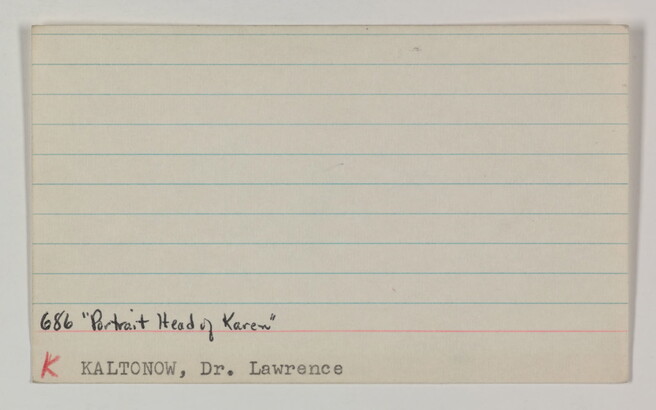 686 "Portrait Head of Karen"
K KALTONOW, Dr. Lawrence